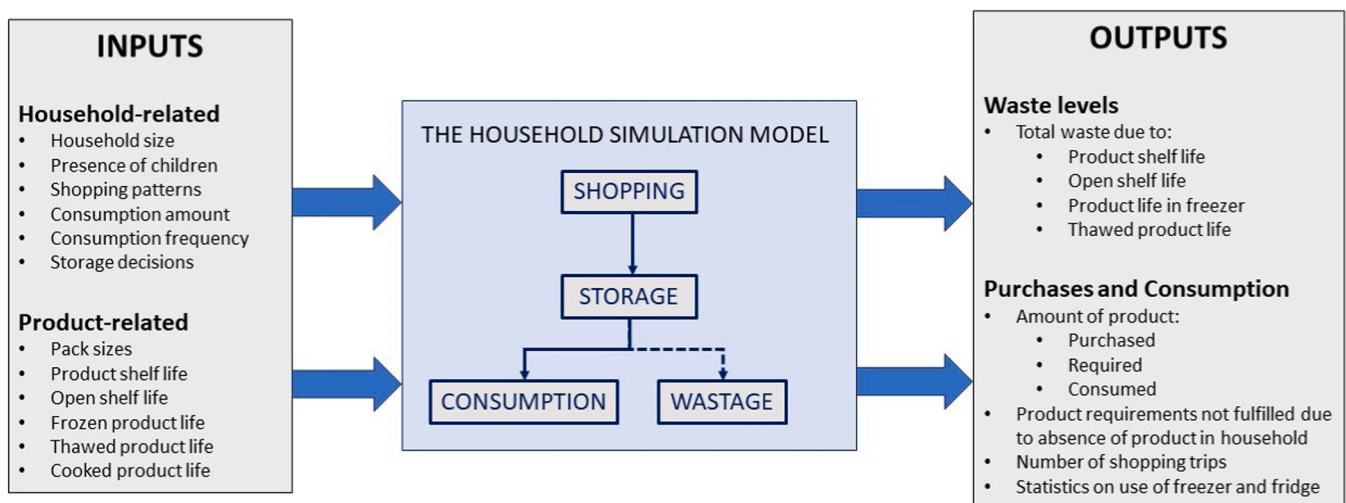 INPUTS
Household-related
• Household size
• Presence of children
• Shopping patterns
• Consumption amount
• Consumption frequency
• Storage decisions
Product-related
• Pack sizes
• Product shelf life
• Open shelf life
• Frozen product life
• Thawed product life
• Cooked product life
THE HOUSEHOLD SIMULATION MODEL
SHOPPING
STORAGE
CONSUMPTION
WASTAGE
OUTPUTS
Waste levels
• Total waste due to:
• Product shelf life
• Open shelf life
• Product life in freezer
• Thawed product life
Purchases and Consumption
• Amount of product:
• Purchased
• Required
• Consumed
• Product requirements not fulfilled due
to absence of product in household
• Number of shopping trips
• Statistics on use of freezer and fridge